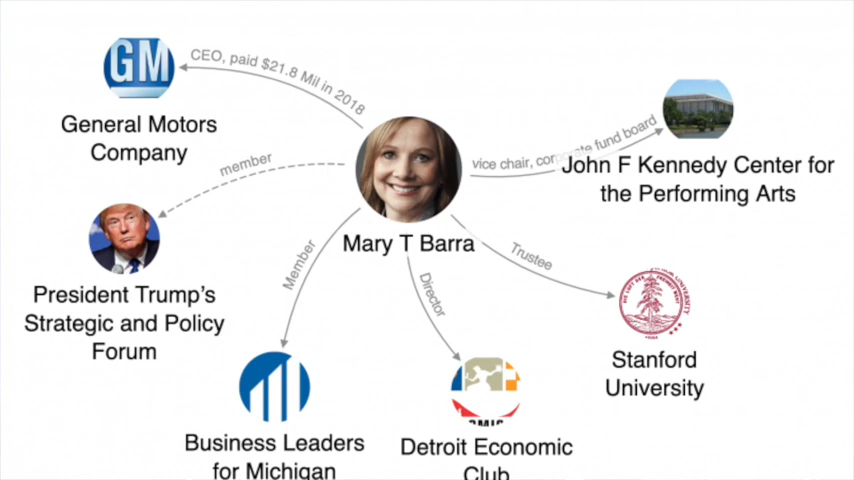 GM
CEO, paid $21.8 Mil in 2018
General Motors
Company
member
vice chair, corporate fund board
John F Kennedy Center for
the Performing Arts
Mary T Barra
President Trump's
Strategic and Policy
Forum
Member
Director
Trustee
Stanford
University
Business Leaders
for Michigan
Detroit Economic
Club